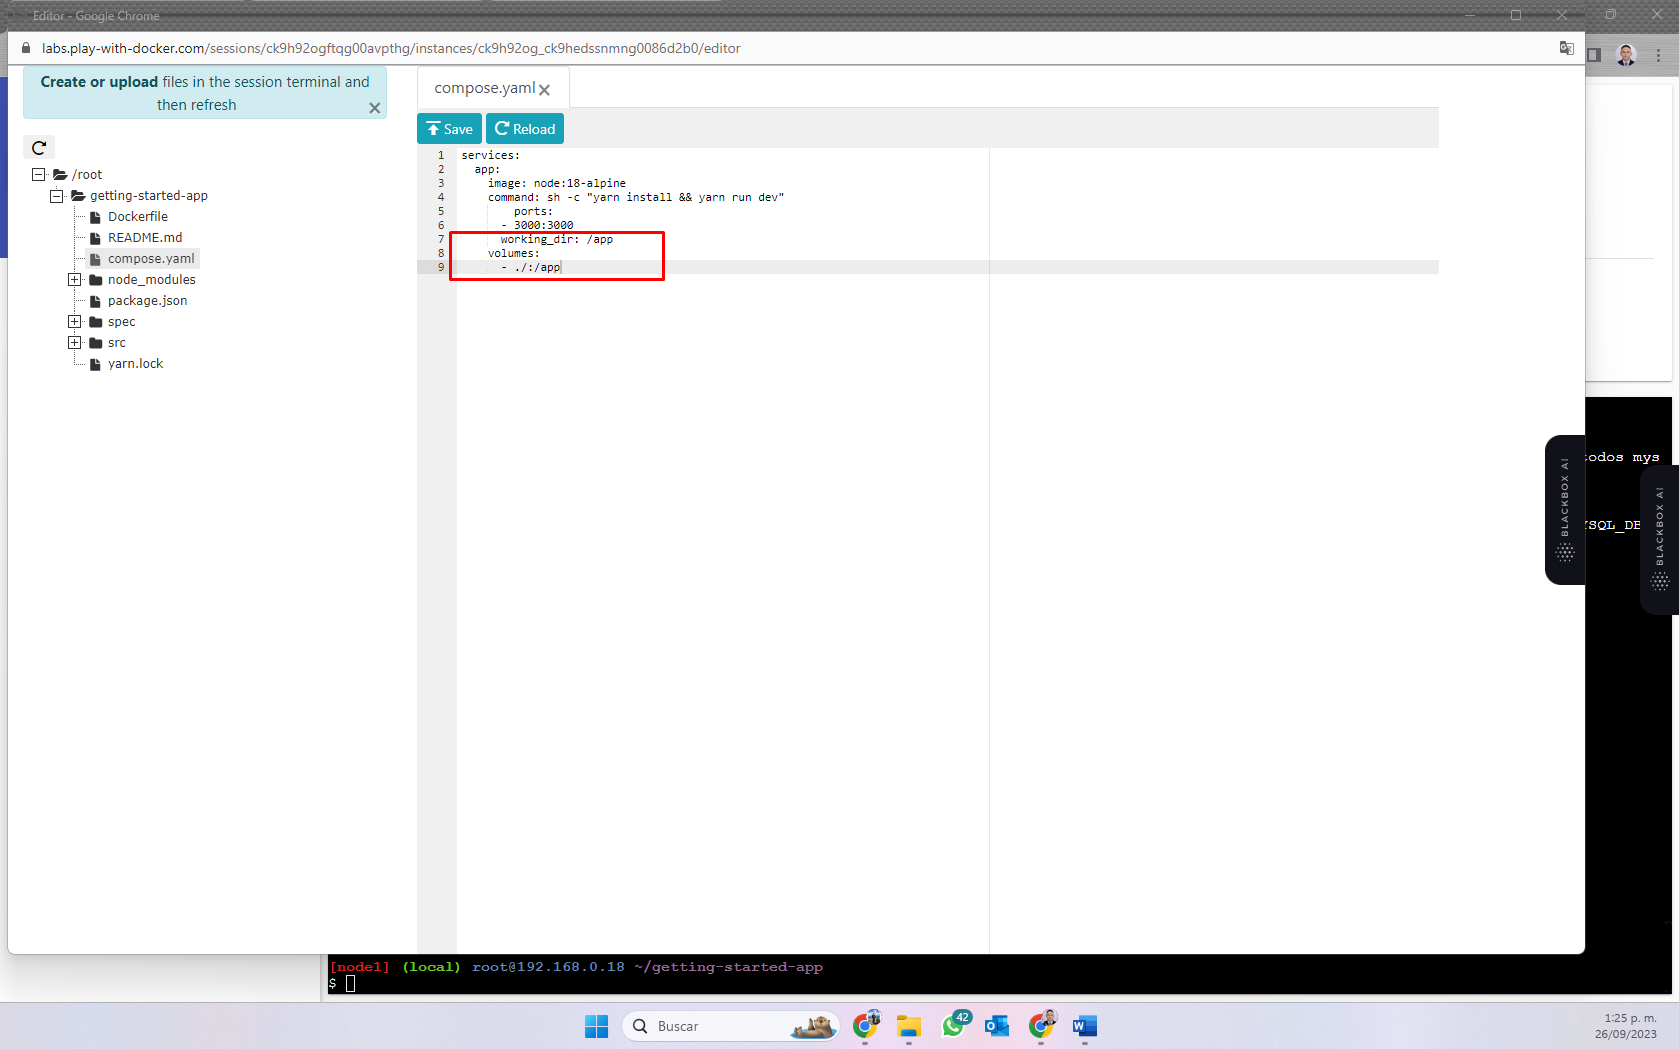 Editor - Google Chrome
labs.play-with-docker.com/sessions/ck9h92ogftqg00avpthg/instances/ck9h92og_ck9hedssnmng0086d2b0/editor
Create or upload files in the session terminal and
then refresh
/root
getting-started-app
Dockerfile
README.md
compose.yaml
node_modules
package.json
spec
src
yarn.lock
compose.yaml
Save
Reload
1 services:
2   app:
3     image: node:18-alpine
4     command: sh -c "yarn install && yarn run dev"
5         ports:
6       - 3000:3000
7       working_dir: /app
8     volumes:
9       - ./:/app
BLACKBOX AI
todos mys
YSQL_DB
BLACKBOX AI
[node1] (local) root@192.168.0.18 ~/getting-started-app
$
Buscar
42
1:25 p. m.
26/09/2023